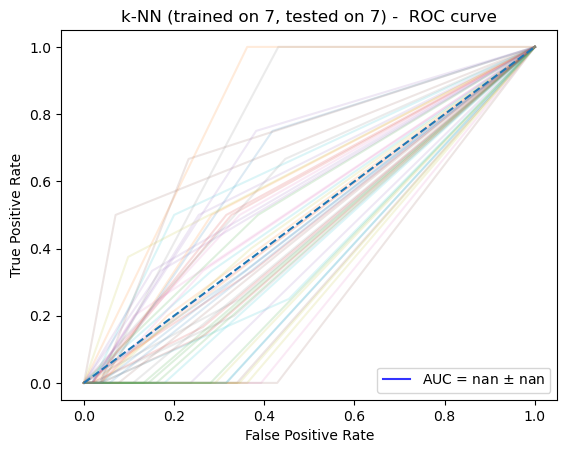 k-NN (trained on 7, tested on 7) -  ROC curve
1.0
0.8
0.6
0.4
0.2
0.0
True Positive Rate
AUC = nan ± nan
0.0 0.2 0.4 0.6 0.8 1.0
False Positive Rate